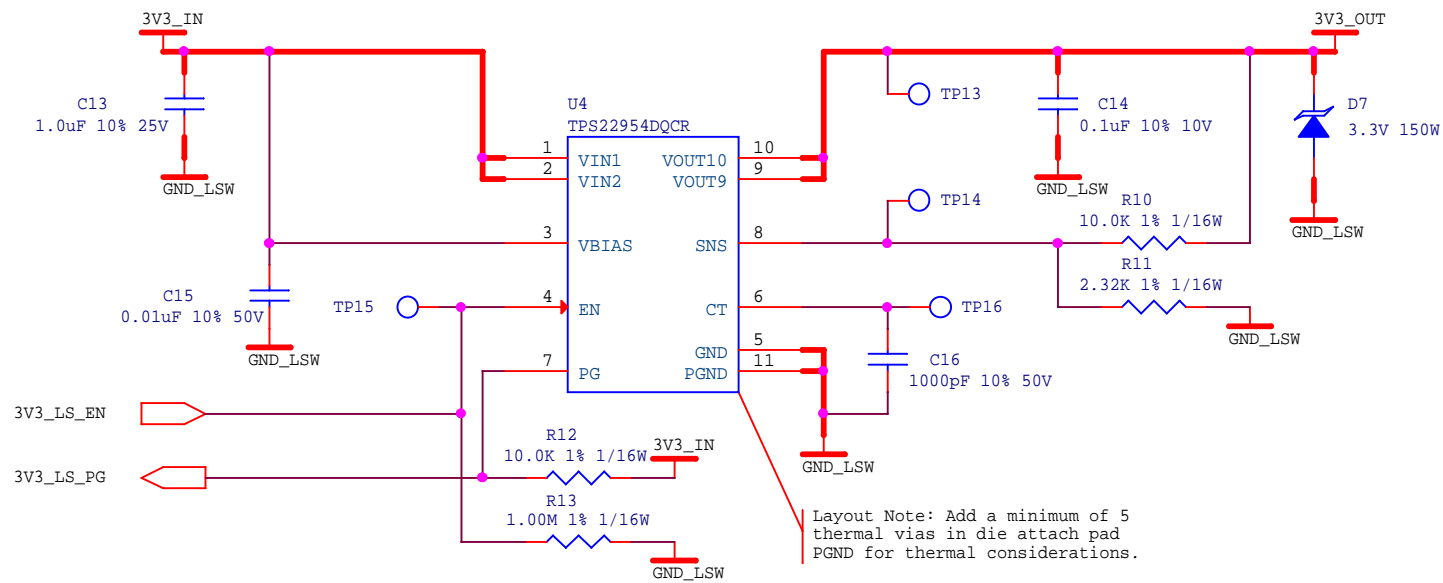 3V3_IN
3V3_OUT
C13
1.0uF 10% 25V
GND_LSW
U4
TPS22954DQCR
TP13
C14
0.1uF 10% 10V
GND_LSW
D7
3.3V 150W
GND_LSW
1 VIN1 VOUT10 10
2 VIN2 VOUT9 9
TP14
R10
10.0K 1% 1/16W
3 VBIAS SNS 8
R11
2.32K 1% 1/16W
GND_LSW
C15
0.01uF 10% 50V
GND_LSW
TP15
4 EN CT 6
TP16
GND 5
7 PG PGND 11
C16
1000pF 10% 50V
GND_LSW
3V3_LS_EN
3V3_LS_PG
R12
10.0K 1% 1/16W
3V3_IN
R13
1.00M 1% 1/16W
GND_LSW
Layout Note: Add a minimum of 5
thermal vias in die attach pad
PGND for thermal considerations.